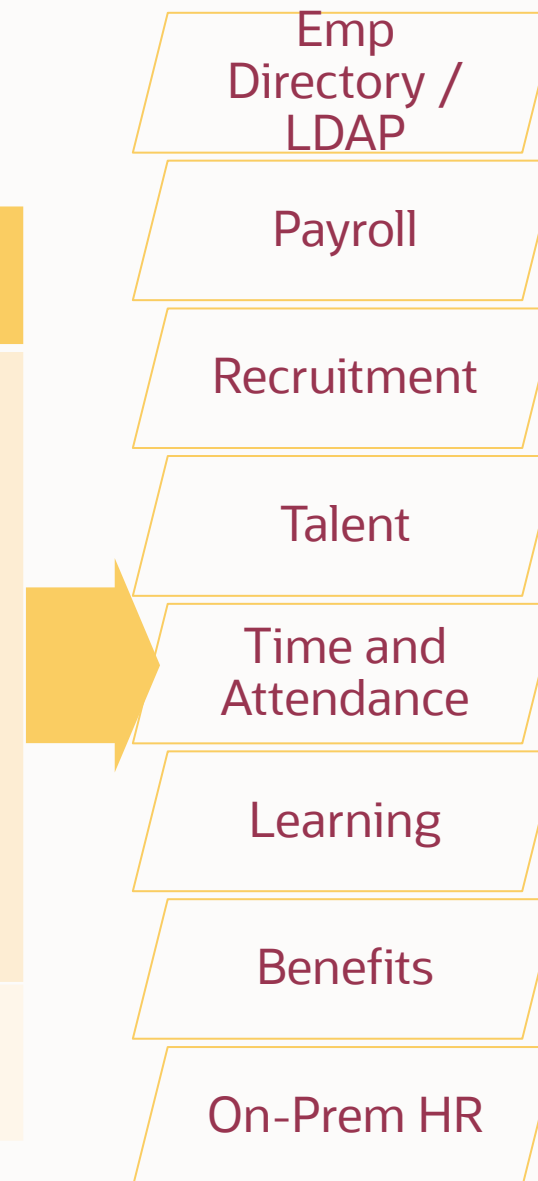 Emp
Directory /
LDAP
Payroll
Recruitment
Talent
Time and
Attendance
Learning
Benefits
On-Prem HR